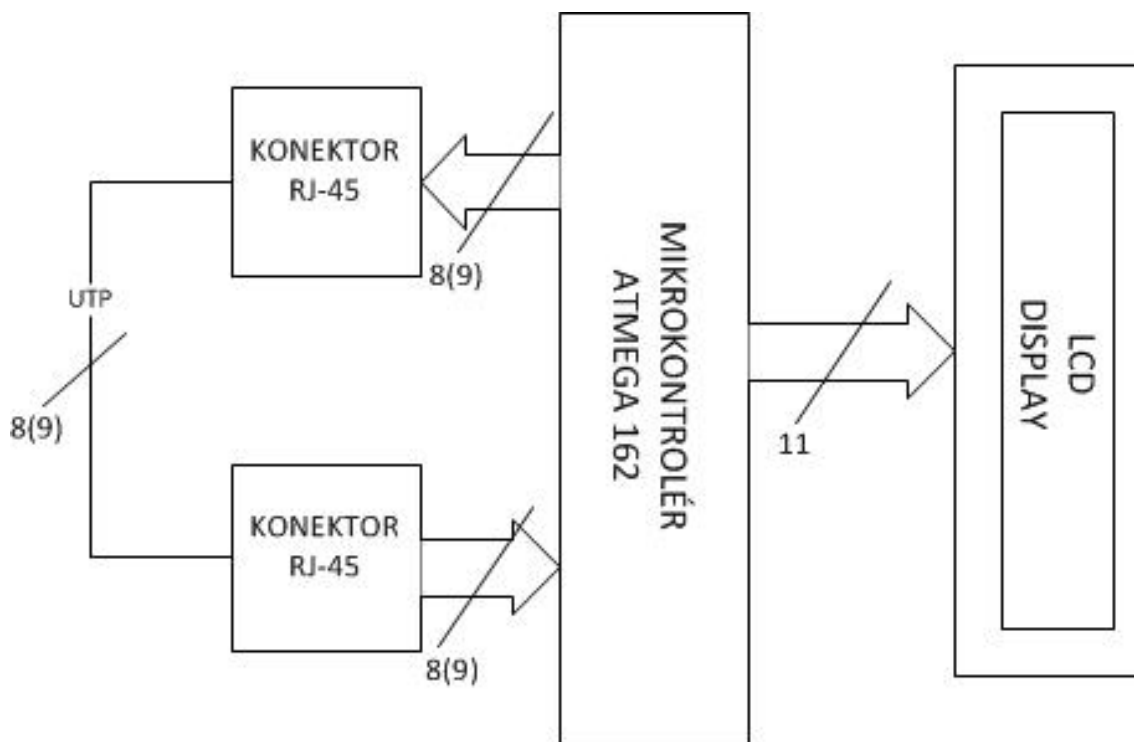 KONEKTOR
RJ-45
8(9)
UTP
8(9)
KONEKTOR
RJ-45
8(9)
MIKROKONTROLÉR
ATMEGA 162
11
LCD
DISPLAY